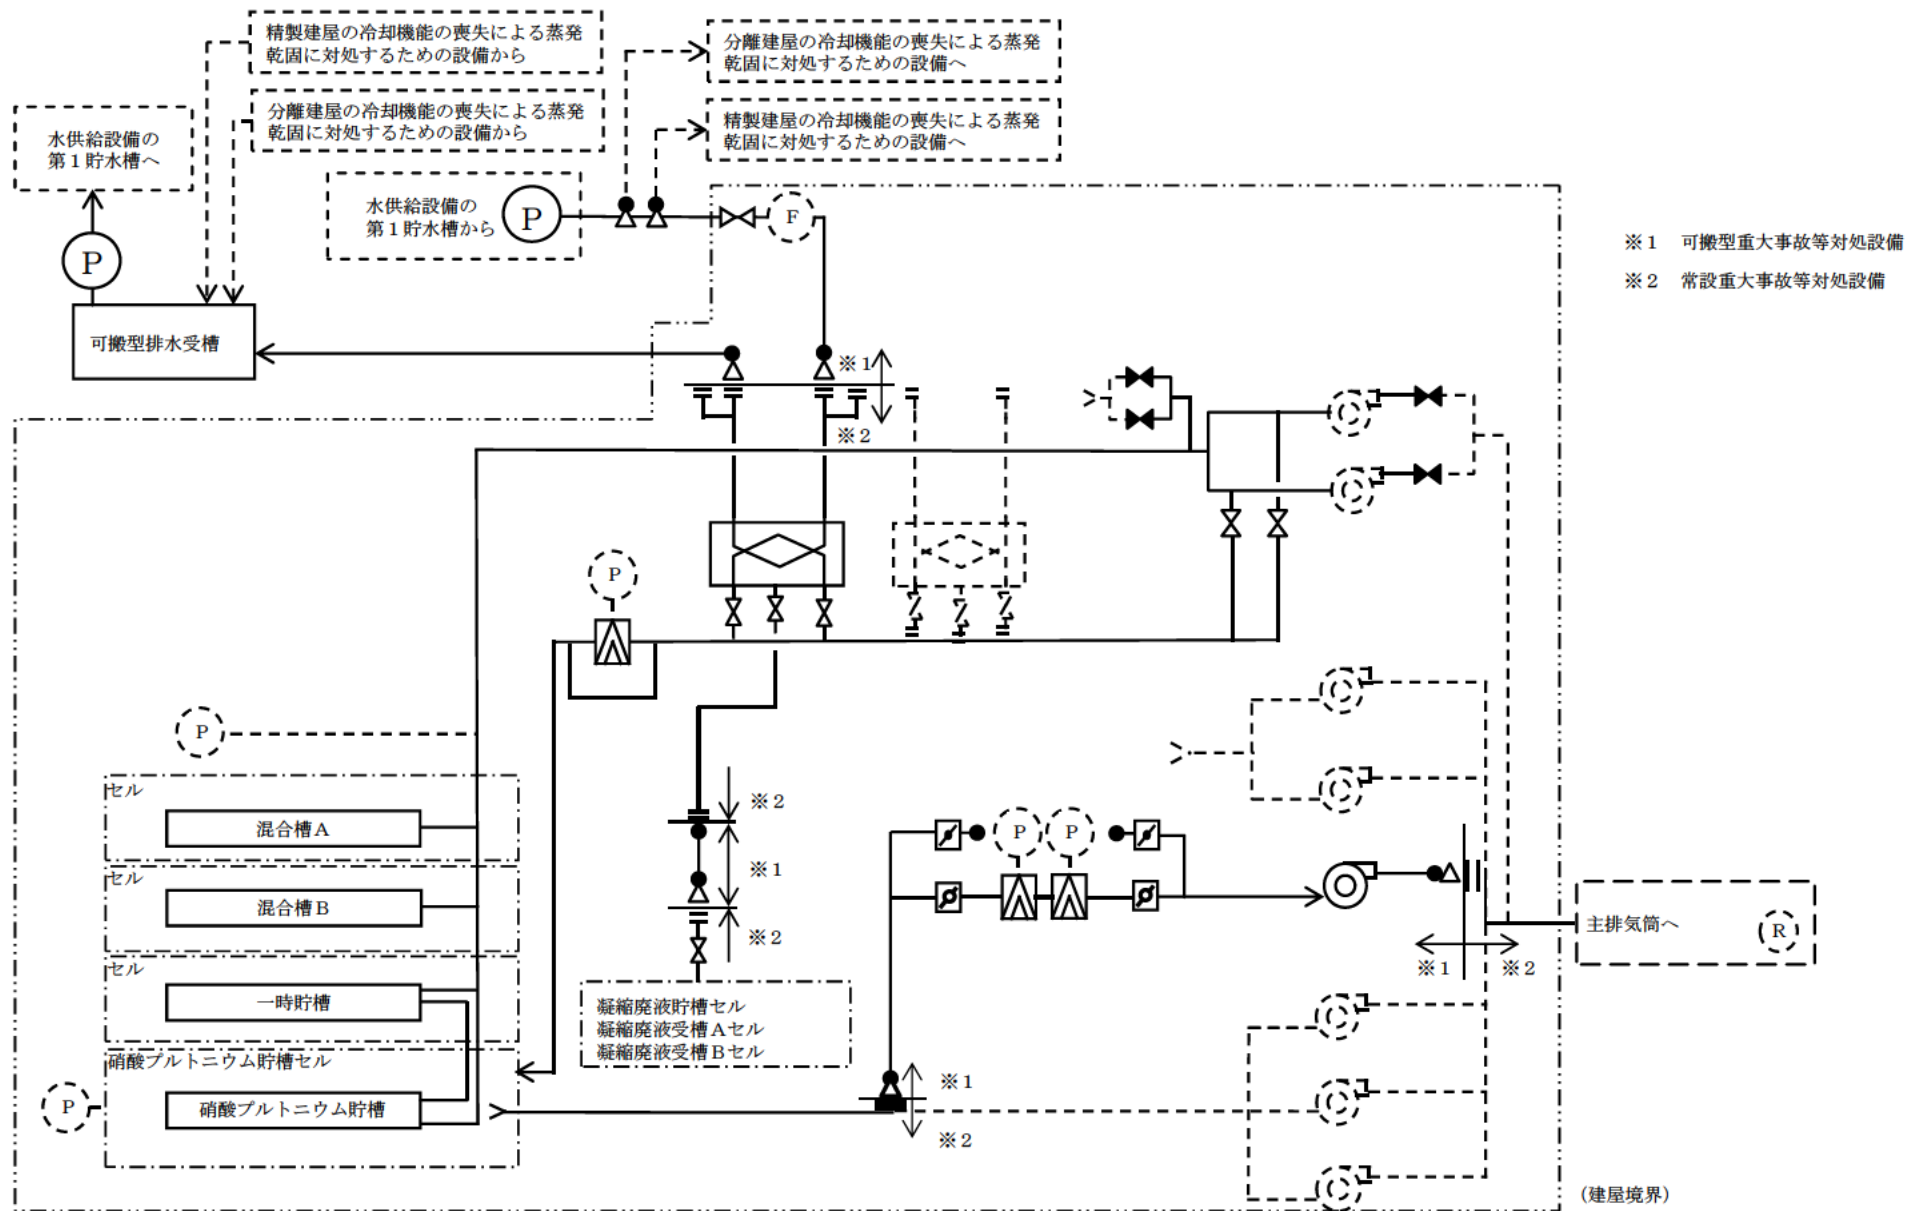 精製建屋の冷却機能の喪失による蒸発
乾固に対処するための設備から
分離建屋の冷却機能の喪失による蒸発
乾固に対処するための設備へ
分離建屋の冷却機能の喪失による蒸発
乾固に対処するための設備から
精製建屋の冷却機能の喪失による蒸発
乾固に対処するための設備へ
水供給設備の
第1貯水槽へ
水供給設備の
第1貯水槽から
P
F
P
※1 可搬型重大事故等対処設備
※2 常設重大事故等対処設備
可搬型排水受槽
※1
※2
P
P
セル
混合槽A
セル
混合槽B
セル
一時貯槽
硝酸プルトニウム貯槽セル
硝酸プルトニウム貯槽
P
※2
※1
※2
凝縮廃液貯槽セル
凝縮廃液受槽Aセル
凝縮廃液受槽Bセル
P
P
※1
※2
※1
※2
主排気筒へ
R
(建屋境界)